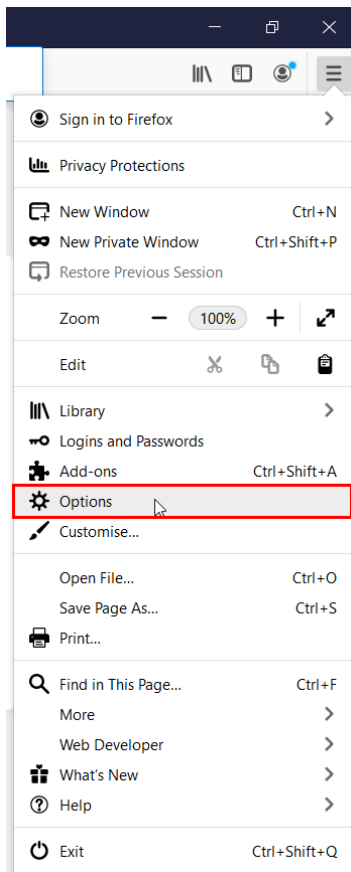 Sign in to Firefox
Privacy Protections
New Window Ctrl+N
New Private Window Ctrl+Shift+P
Restore Previous Session
Zoom 100%
Edit
Library
Logins and Passwords
Add-ons Ctrl+Shift+A
Options
Customise...
Open File... Ctrl+O
Save Page As... Ctrl+S
Print...
Find in This Page... Ctrl+F
More
Web Developer
What's New
Help
Exit Ctrl+Shift+Q